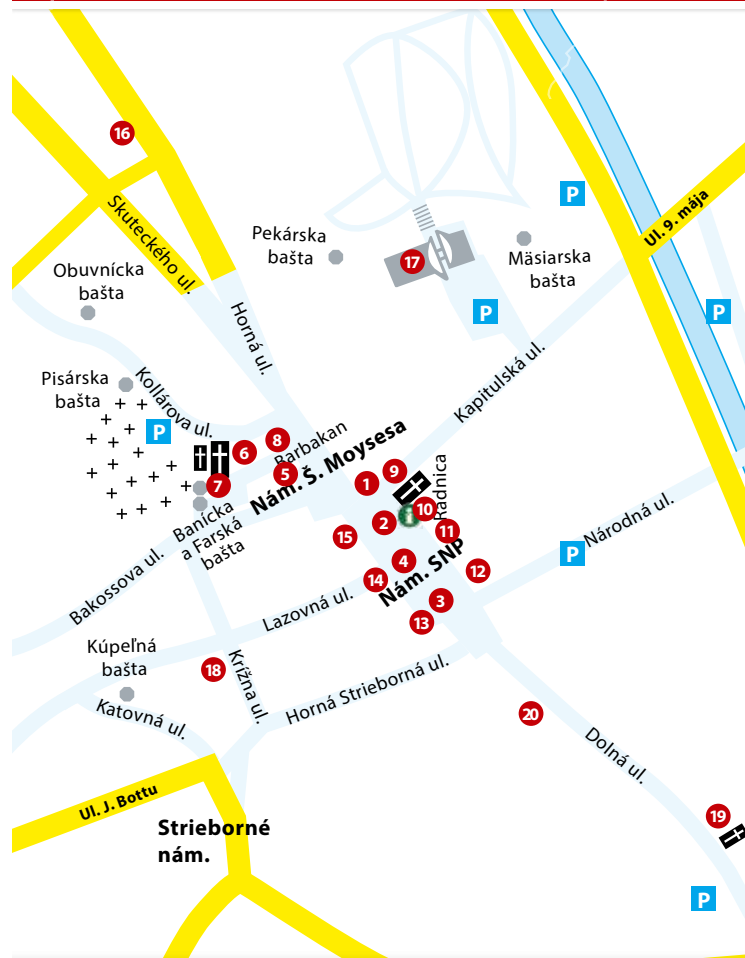 16
P
Ul. 9. mája
Skuteckého ul.
Pekárska
bašta
17
Mäsiarska
bašta
Obuvnícka
bašta
P
P
Horná ul.
Kapitulská ul.
Pisárska
bašta
Kollárova ul.
P
8
Barbakan
6
5
Nám. Š. Moysesa
7
1
9
Radnica
10
2
11
15
Banícka
a Farská
bašta
Národná ul.
P
Bakossova ul.
4
14
Nám. SNP
12
3
13
Lazovná ul.
Kúpeľná
bašta
18
Krížna ul.
Horná Strieborná ul.
Katovná ul.
20
Dolná ul.
Ul. J. Bottu
19
Strieborné
nám.
P